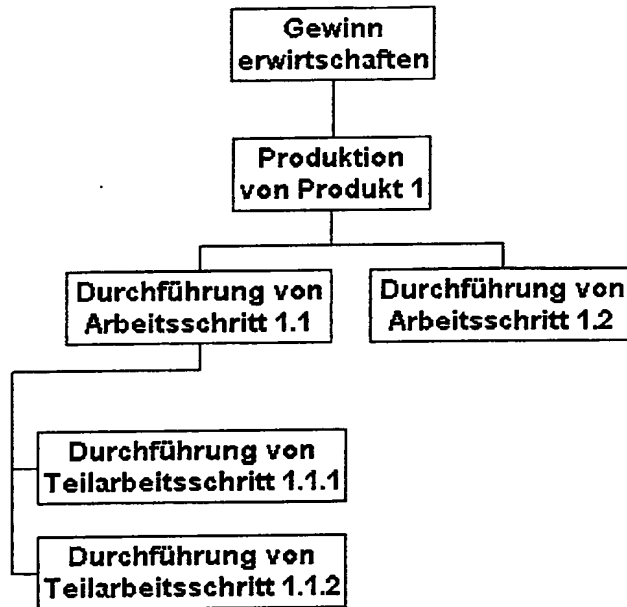 Gewinn
erwirtschaften
Produktion
von Produkt 1
Durchführung von
Arbeitsschritt 1.1
Durchführung von
Arbeitsschritt 1.2
Durchführung von
Teilarbeitsschritt 1.1.1
Durchführung von
Teilarbeitsschritt 1.1.2